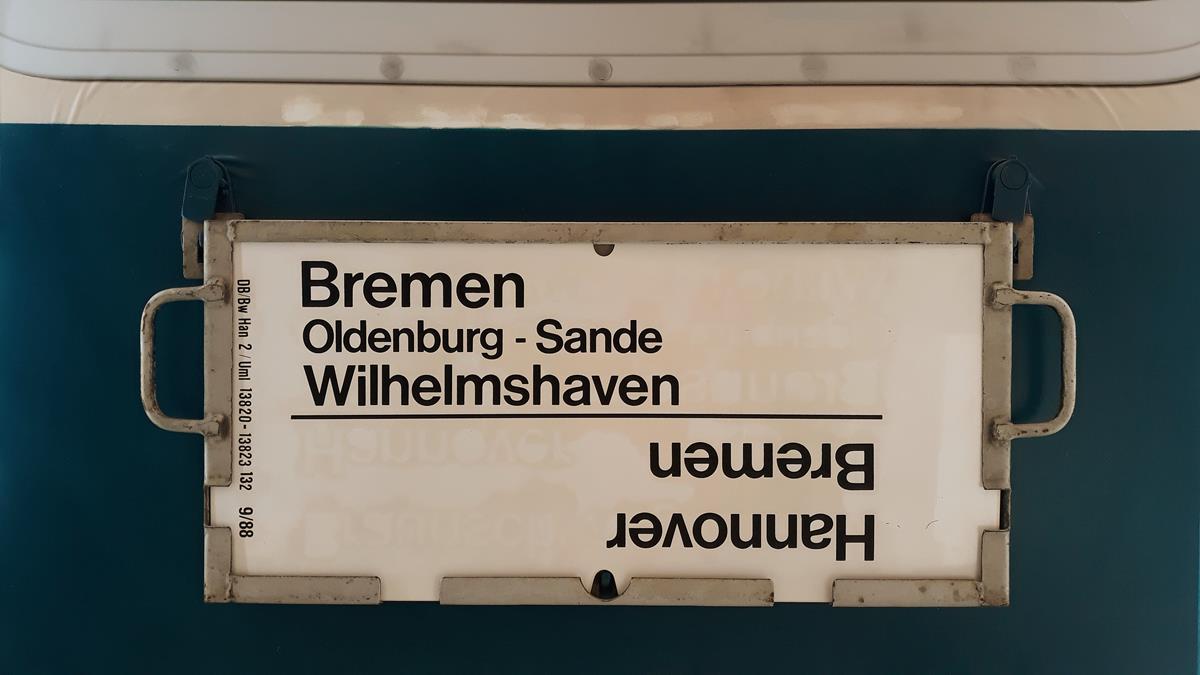 Bremen
Oldenburg - Sande
Wilhelmshaven
Hannover
Bremen
DB/Bw Han 2 / Uml 13820-13823 132 9/88